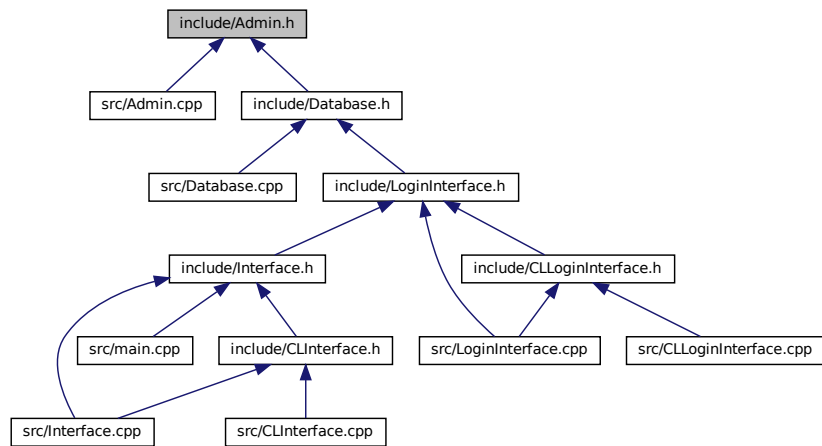 include/Admin.h
src/Admin.cpp
include/Database.h
src/Database.cpp
include/LoginInterface.h
include/Interface.h
include/CLLoginInterface.h
src/main.cpp
include/CLInterface.h
src/LoginInterface.cpp
src/CLLoginInterface.cpp
src/Interface.cpp
src/CLInterface.cpp